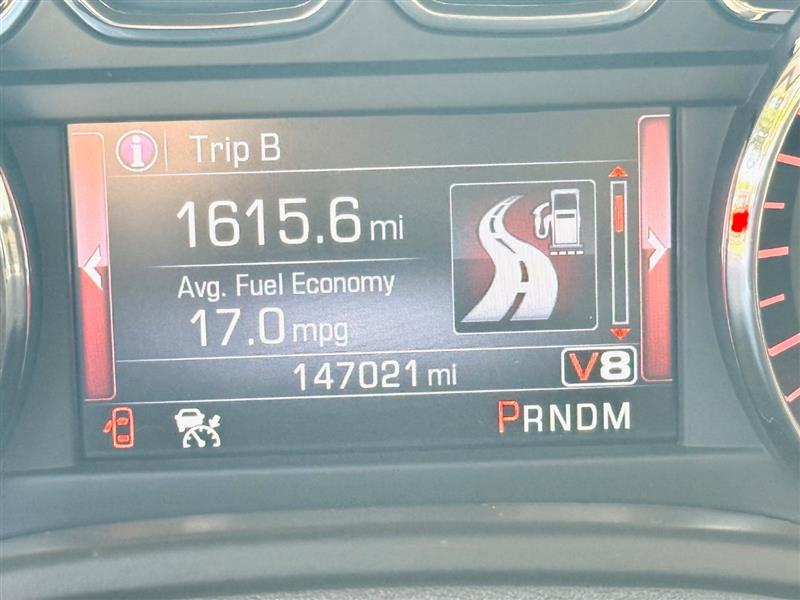 i Trip B
1615.6 mi
Avg. Fuel Economy
17.0 mpg
147021 mi
V8
PRNDM